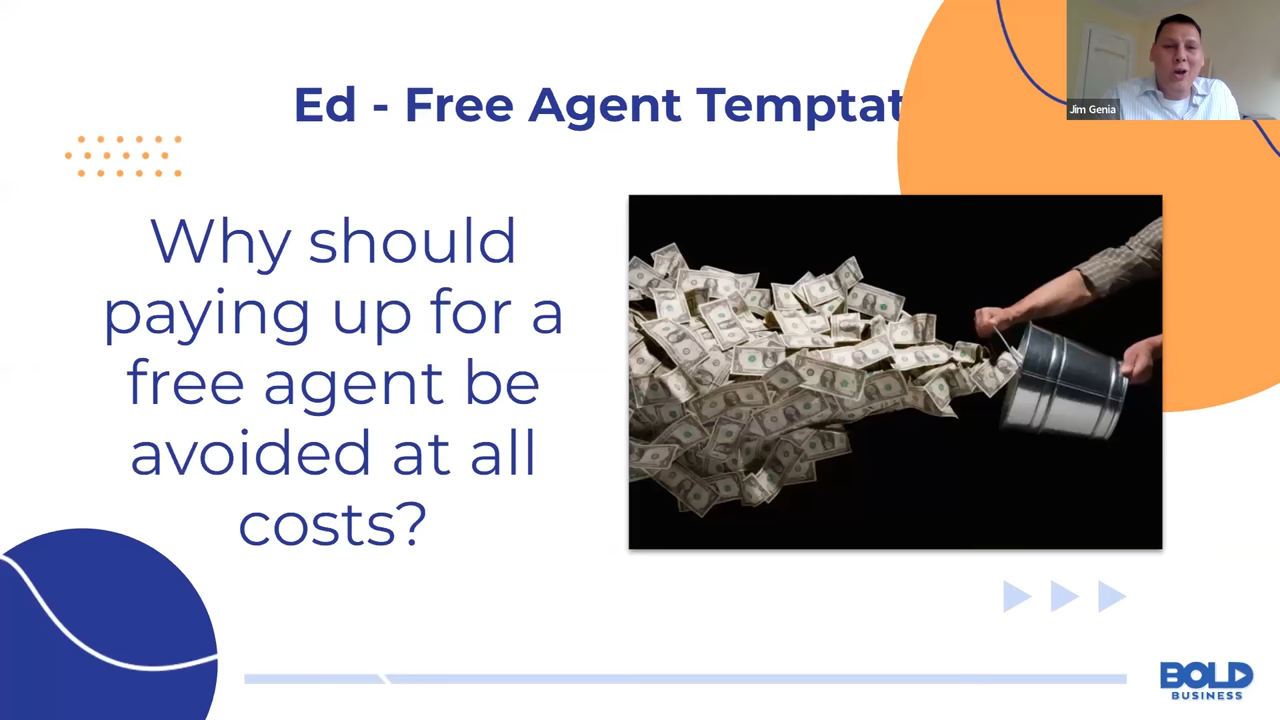 Ed - Free Agent Temptat
Jim Genia
Why should
paying up for a
free agent be
avoided at all
costs?
BOLD
BUSINESS